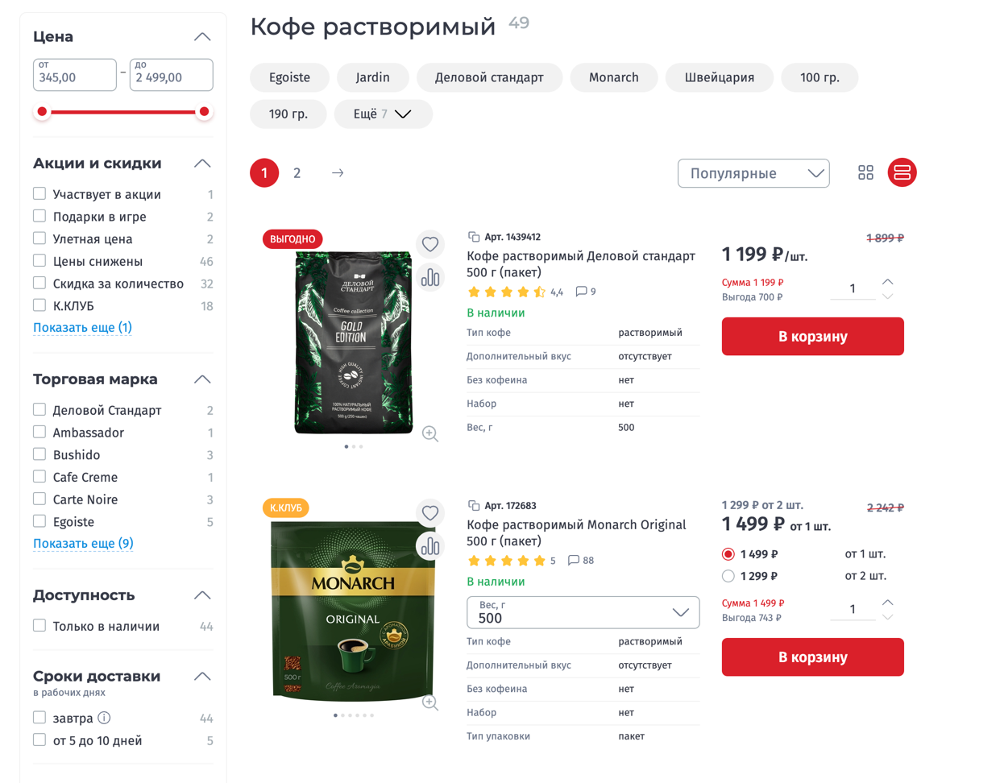 Цена
от
345,00
–
до
2 499,00
Акции и скидки
Участвует в акции 1
Подарки в игре 2
Улетная цена 2
Цены снижены 46
Скидка за количество 32
К.КЛУБ 18
Показать еще (1)
Торговая марка
Деловой Стандарт 2
Ambassador 1
Bushido 3
Cafe Creme 1
Carte Noire 3
Egoiste 5
Показать еще (9)
Доступность
Только в наличии 44
Сроки доставки
в рабочих днях
завтра 44
от 5 до 10 дней 5
Кофе растворимый 49
Egoiste Jardin Деловой стандарт Monarch Швейцария 100 гр.
190 гр. Ещё 7
1 2 →
Популярные
ВЫГОДНО
ДЕЛОВОЙ
СТАНДАРТ
Coffee collection
GOLD
EDITION
HIGH QUALITY INSTANT COFFEE
100% НАТУРАЛЬНЫЙ
РАСТВОРИМЫЙ КОФЕ
500 g (250 чашек)
Арт. 1439412
Кофе растворимый Деловой стандарт
500 г (пакет)
4,4 9
В наличии
Тип кофе растворимый
Дополнительный вкус отсутствует
Без кофеина нет
Набор нет
Вес, г 500
1 899 ₽
1 199 ₽/шт.
Сумма 1 199 ₽
Выгода 700 ₽
1
В корзину
К.КЛУБ
MONARCH
ORIGINAL
С АРОМАТНОЙ
АРАБИКОЙ
500 г
Арт. 172683
Кофе растворимый Monarch Original
500 г (пакет)
5 88
В наличии
Вес, г
500
Тип кофе растворимый
Дополнительный вкус отсутствует
Без кофеина нет
Набор нет
Тип упаковки пакет
1 299 ₽ от 2 шт.
2 242 ₽
1 499 ₽ от 1 шт.
1 499 ₽ от 1 шт.
1 299 ₽ от 2 шт.
Сумма 1 499 ₽
Выгода 743 ₽
1
В корзину